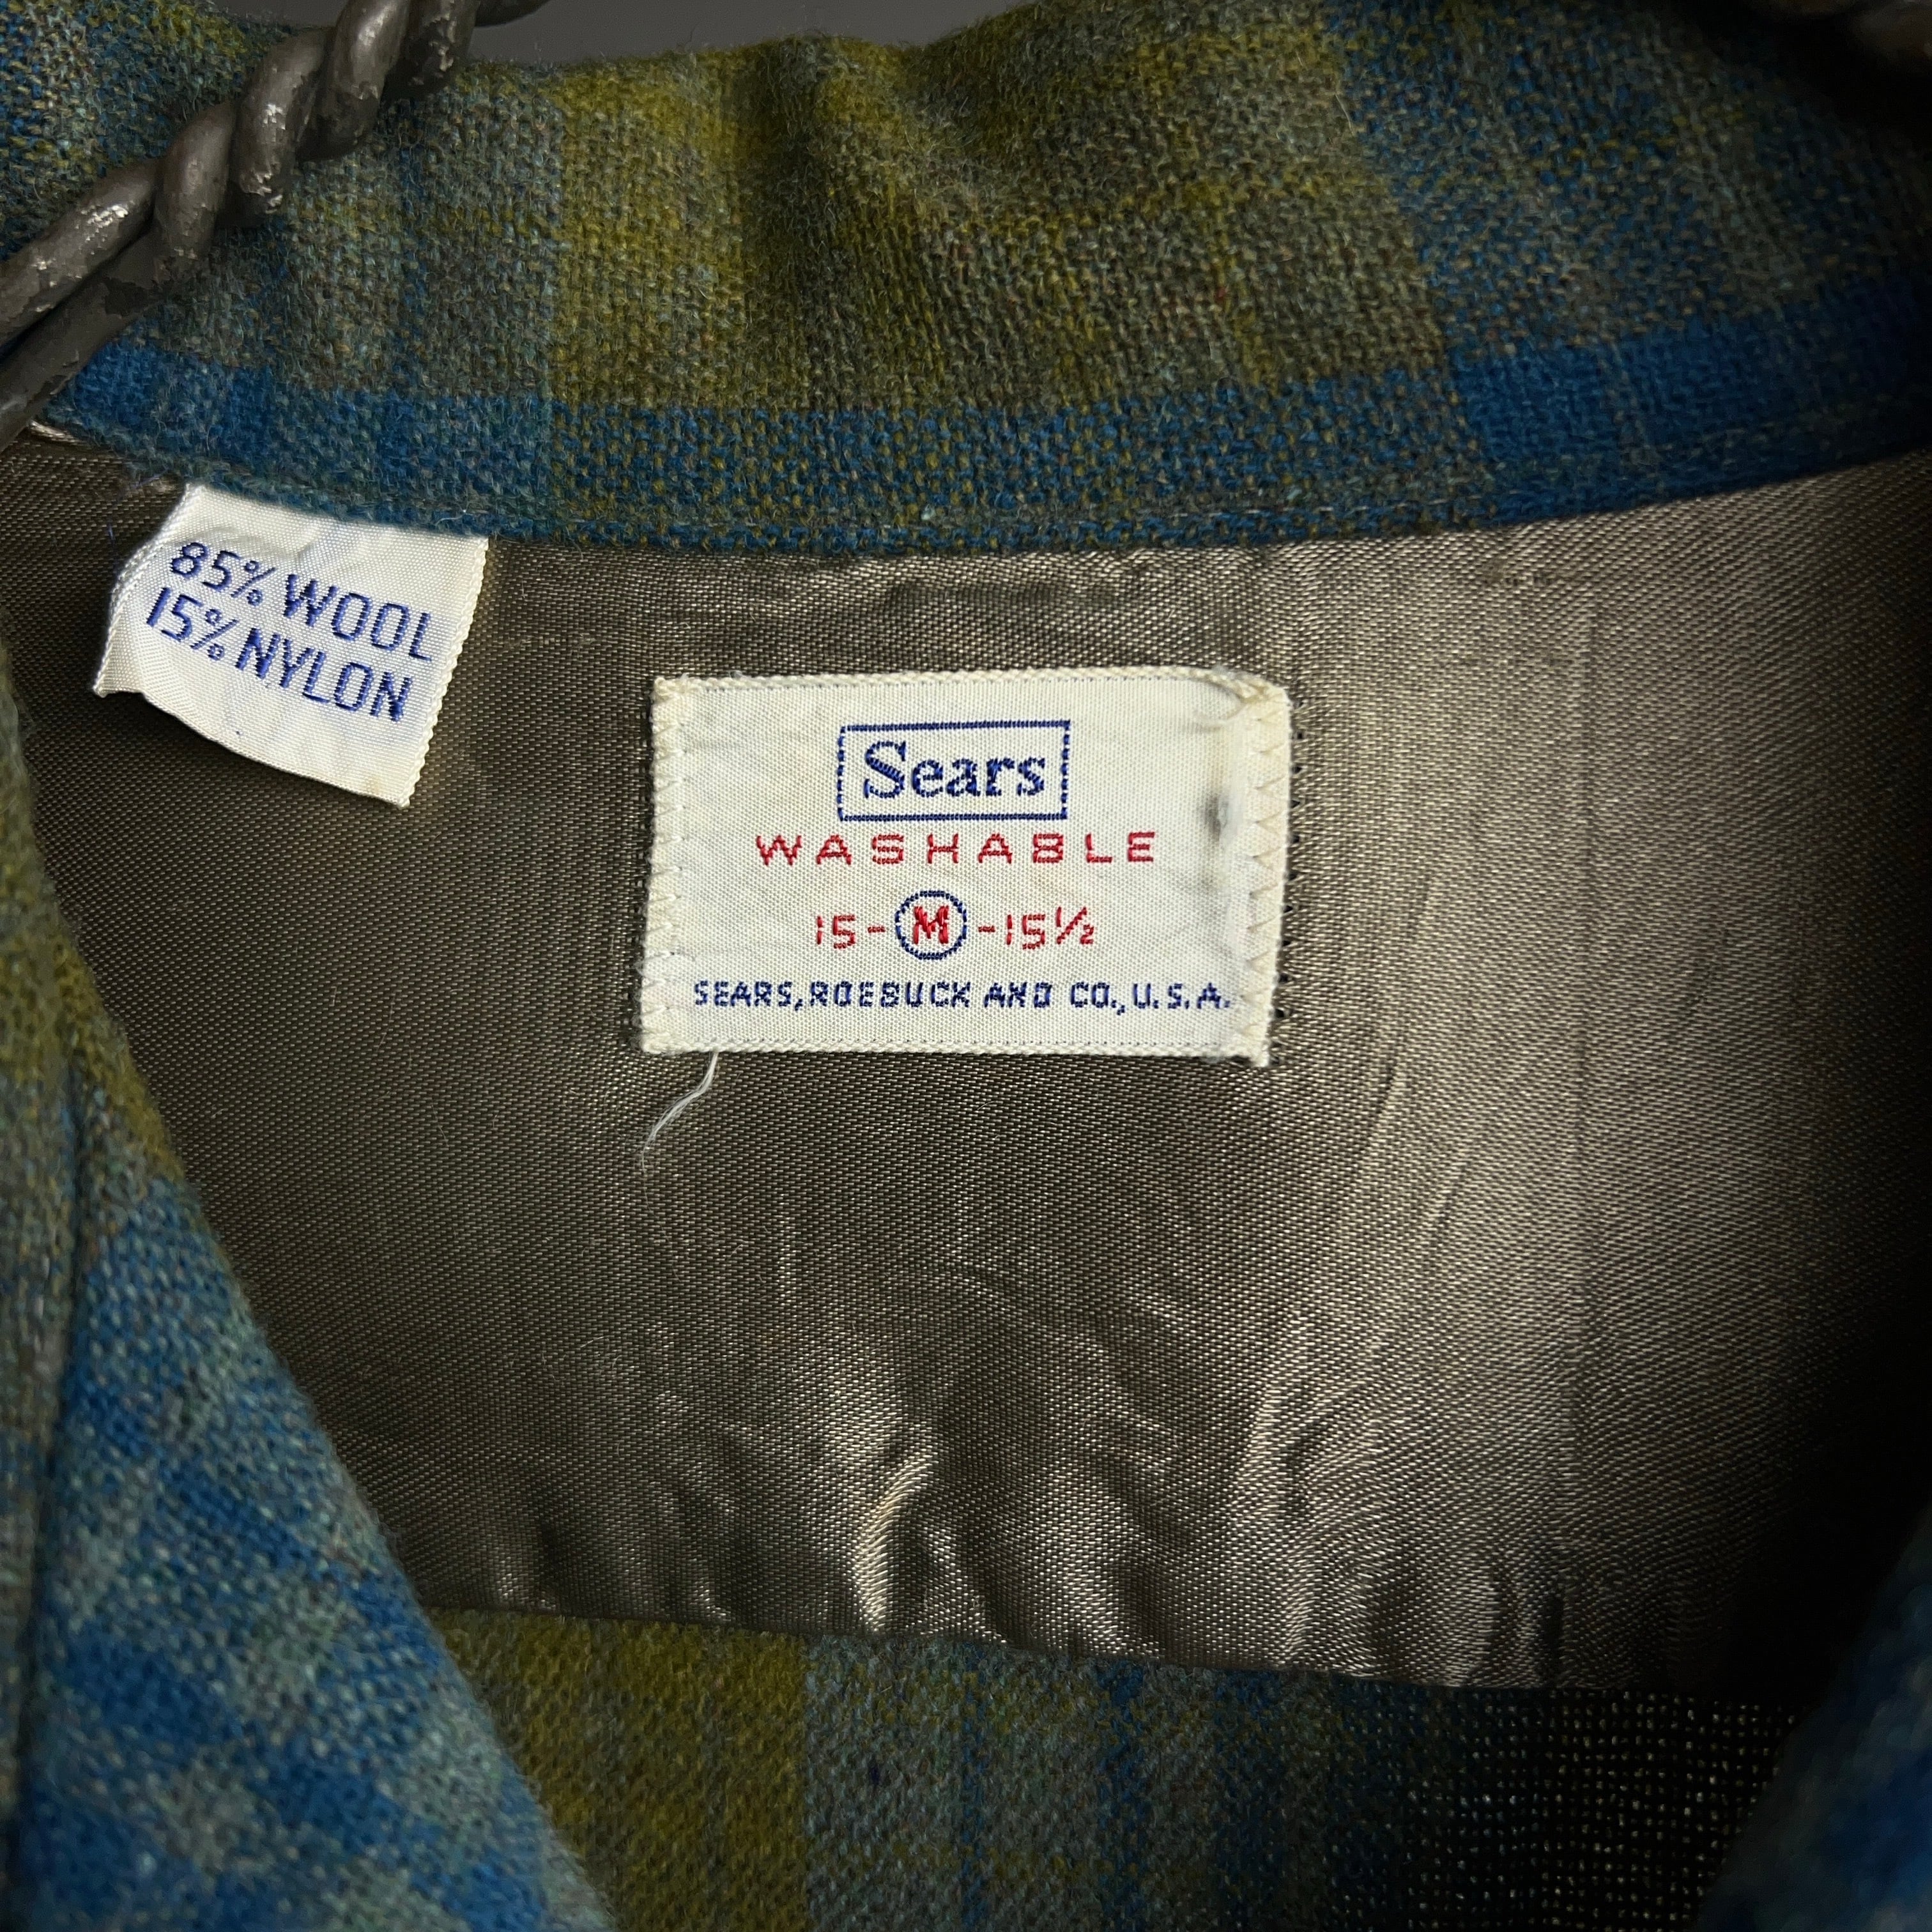 85% WOOL
15% NYLON
Sears
WASHABLE
15-M-15½
SEARS, ROEBUCK AND CO., U.S.A.